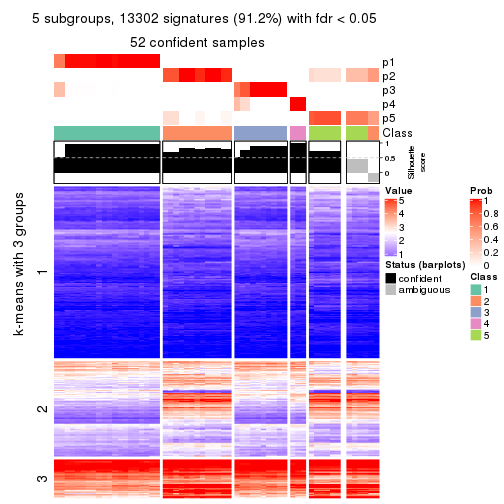 5 subgroups, 13302 signatures (91.2%) with fdr < 0.05
52 confident samples
p1
p2
p3
p4
p5
Class
1
0.5
0
Silhouette
score
k-means with 3 groups
1
2
3
Value
5
4
3
2
1
Status (barplots)
confident
ambiguous
Prob
1
0.8
0.6
0.4
0.2
0
Class
1
2
3
4
5